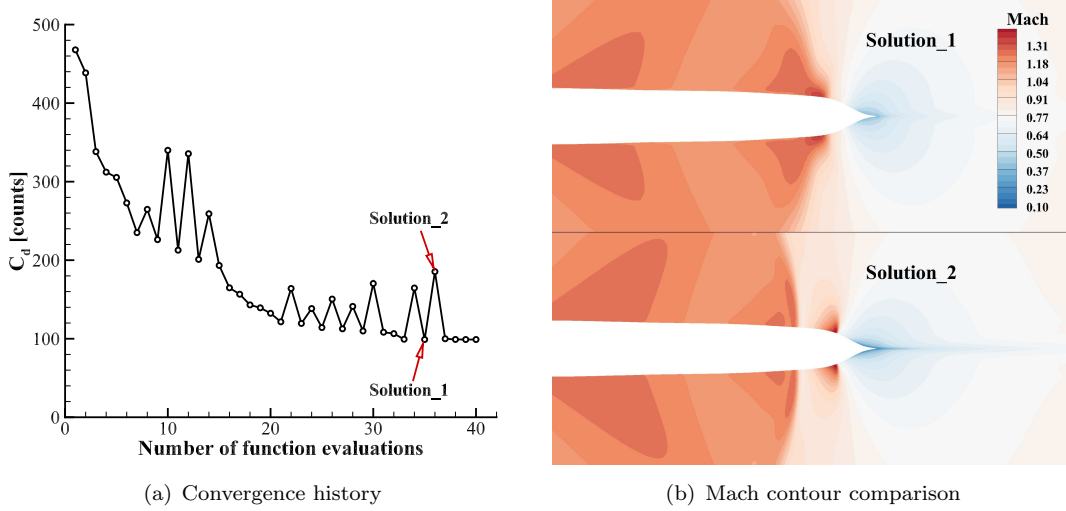 500
400
300
200
100
0
C_d [counts]
0
10
20
30
40
Number of function evaluations
Solution_2
Solution_1
(a) Convergence history
Solution_1
Mach
1.31
1.18
1.04
0.91
0.77
0.64
0.50
0.37
0.23
0.10
Solution_2
(b) Mach contour comparison